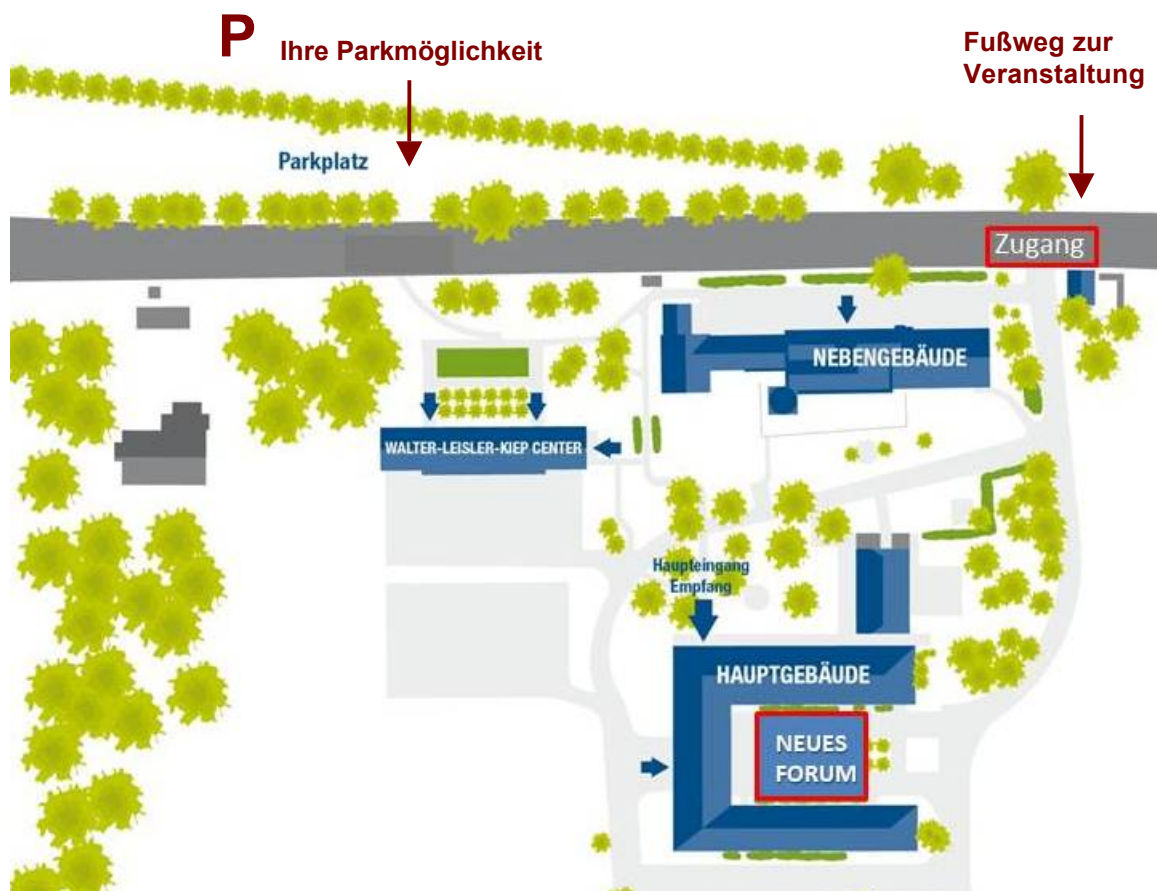 P
Ihre Parkmöglichkeit
Fußweg zur
Veranstaltung
Parkplatz
Zugang
NEBENGEBÄUDE
WALTER-LEISLER-KIEP CENTER
Haupteingang
Empfang
HAUPTGEBÄUDE
NEUES
FORUM